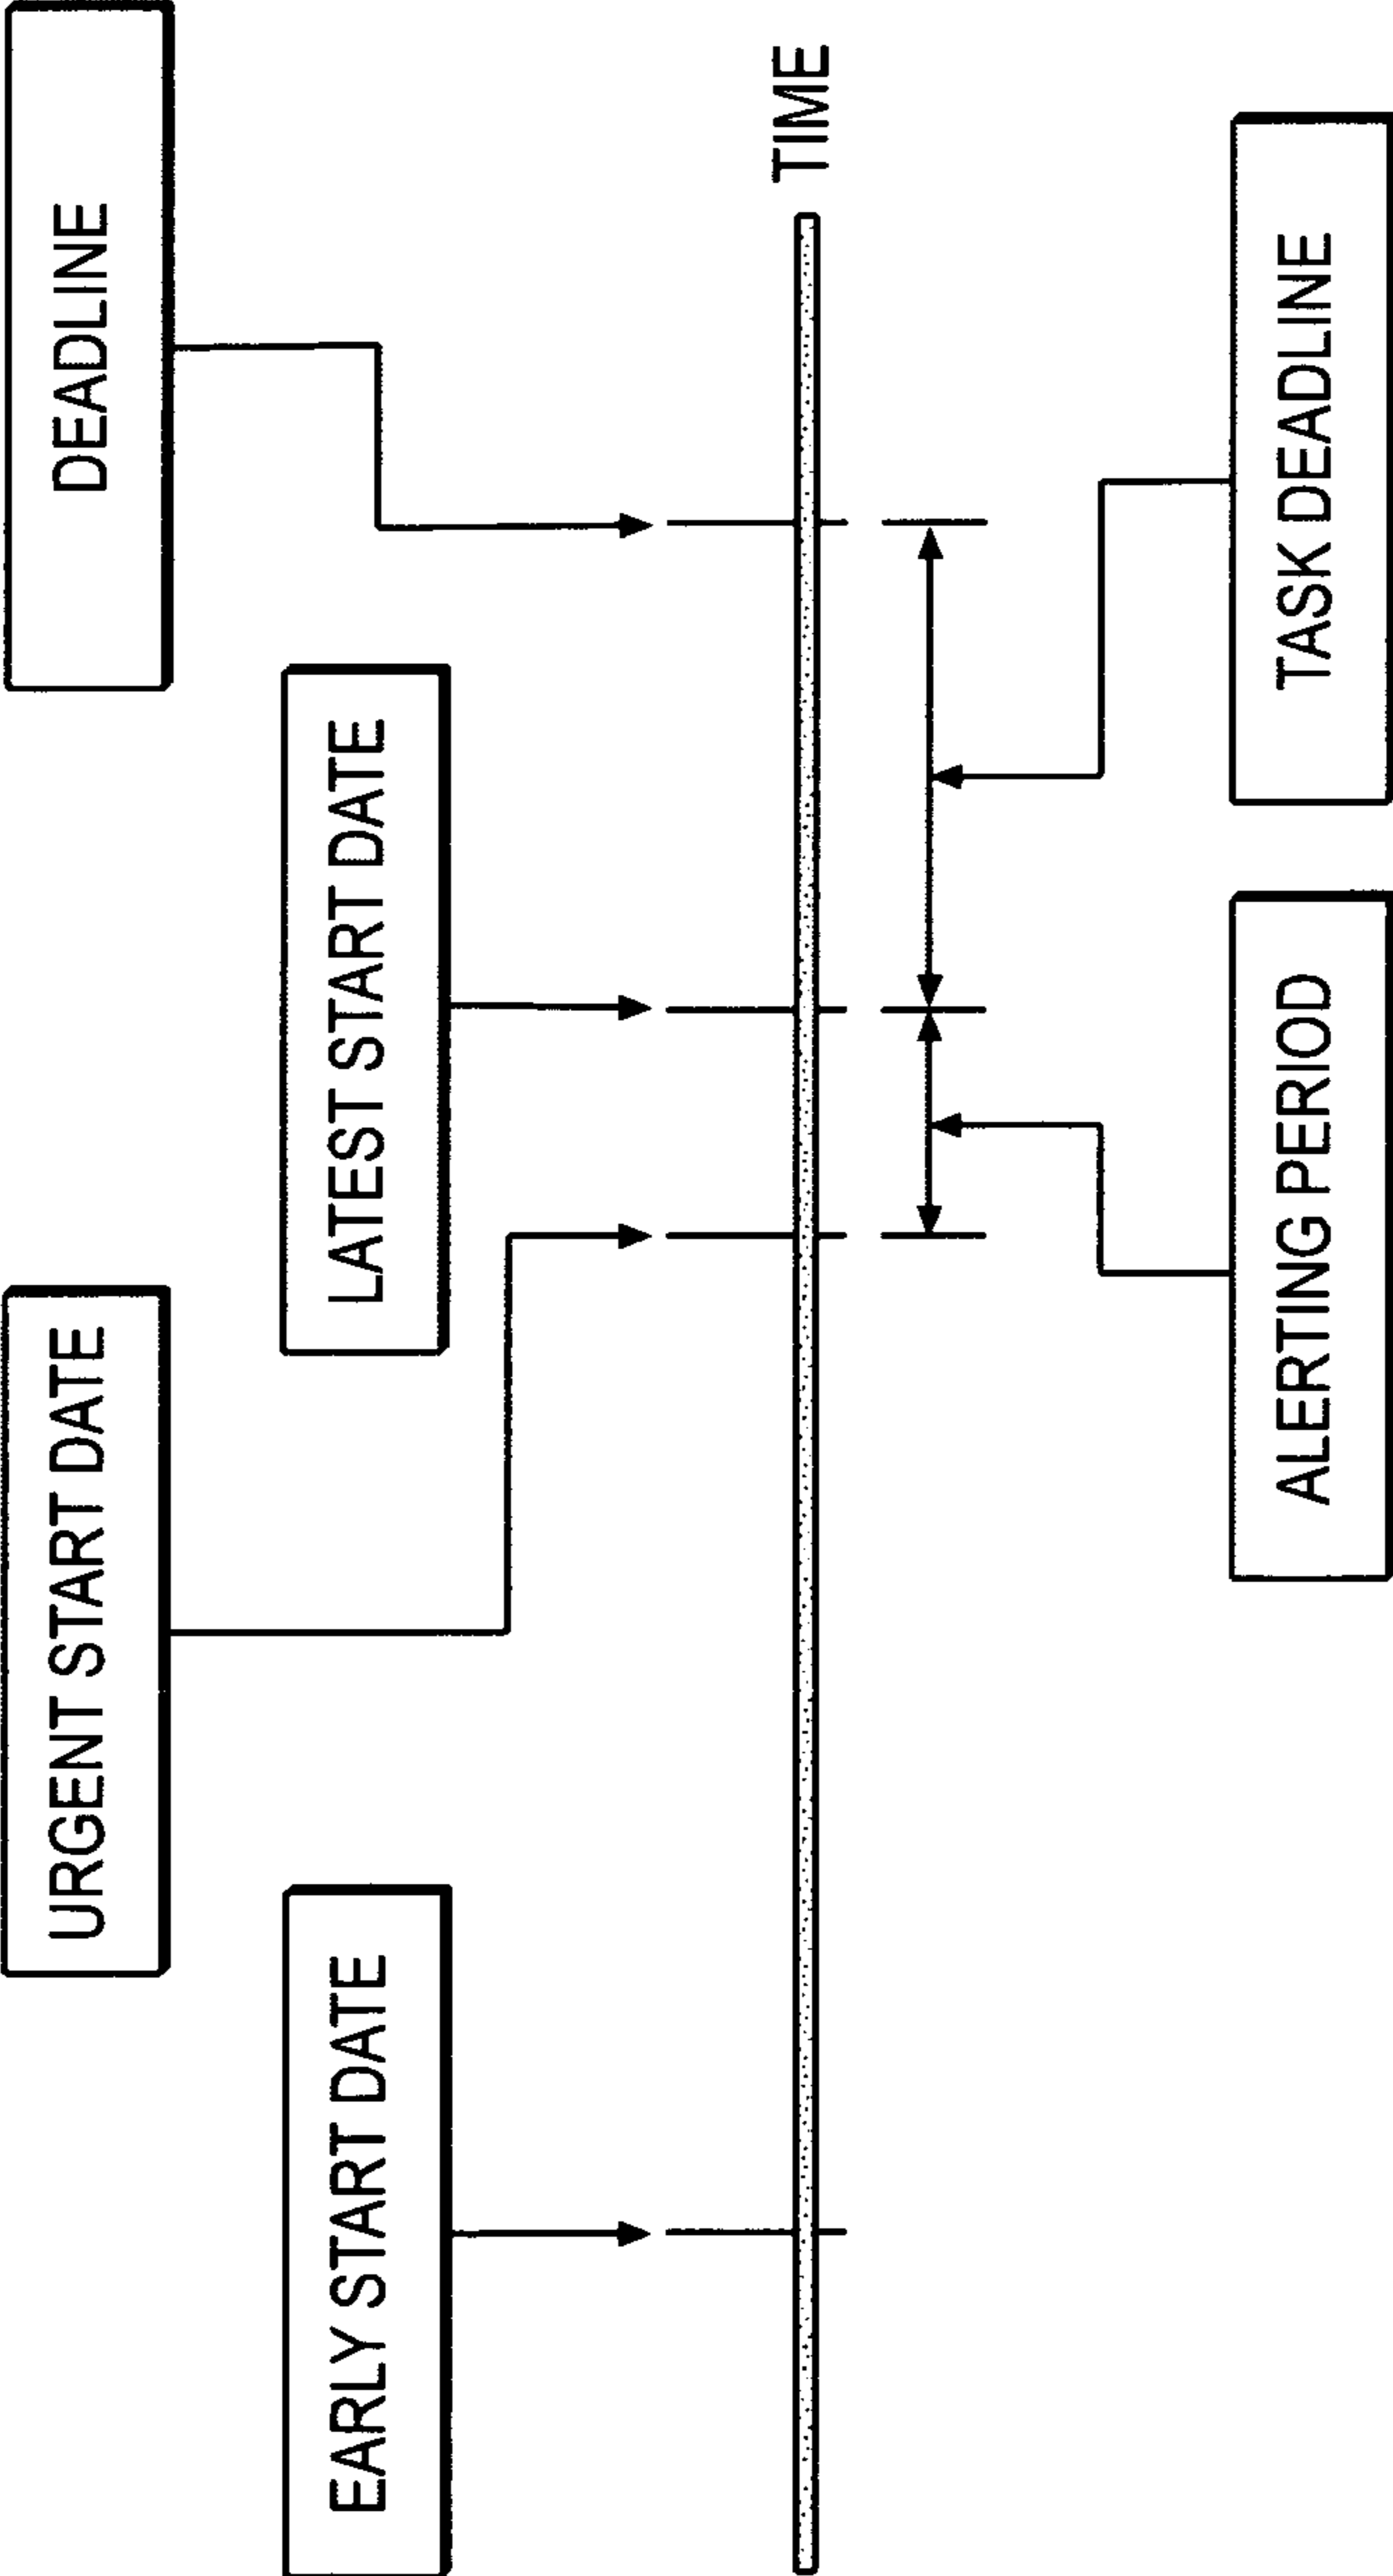 URGENT START DATE
DEADLINE
EARLY START DATE
LATEST START DATE
TIME
ALERTING PERIOD
TASK DEADLINE